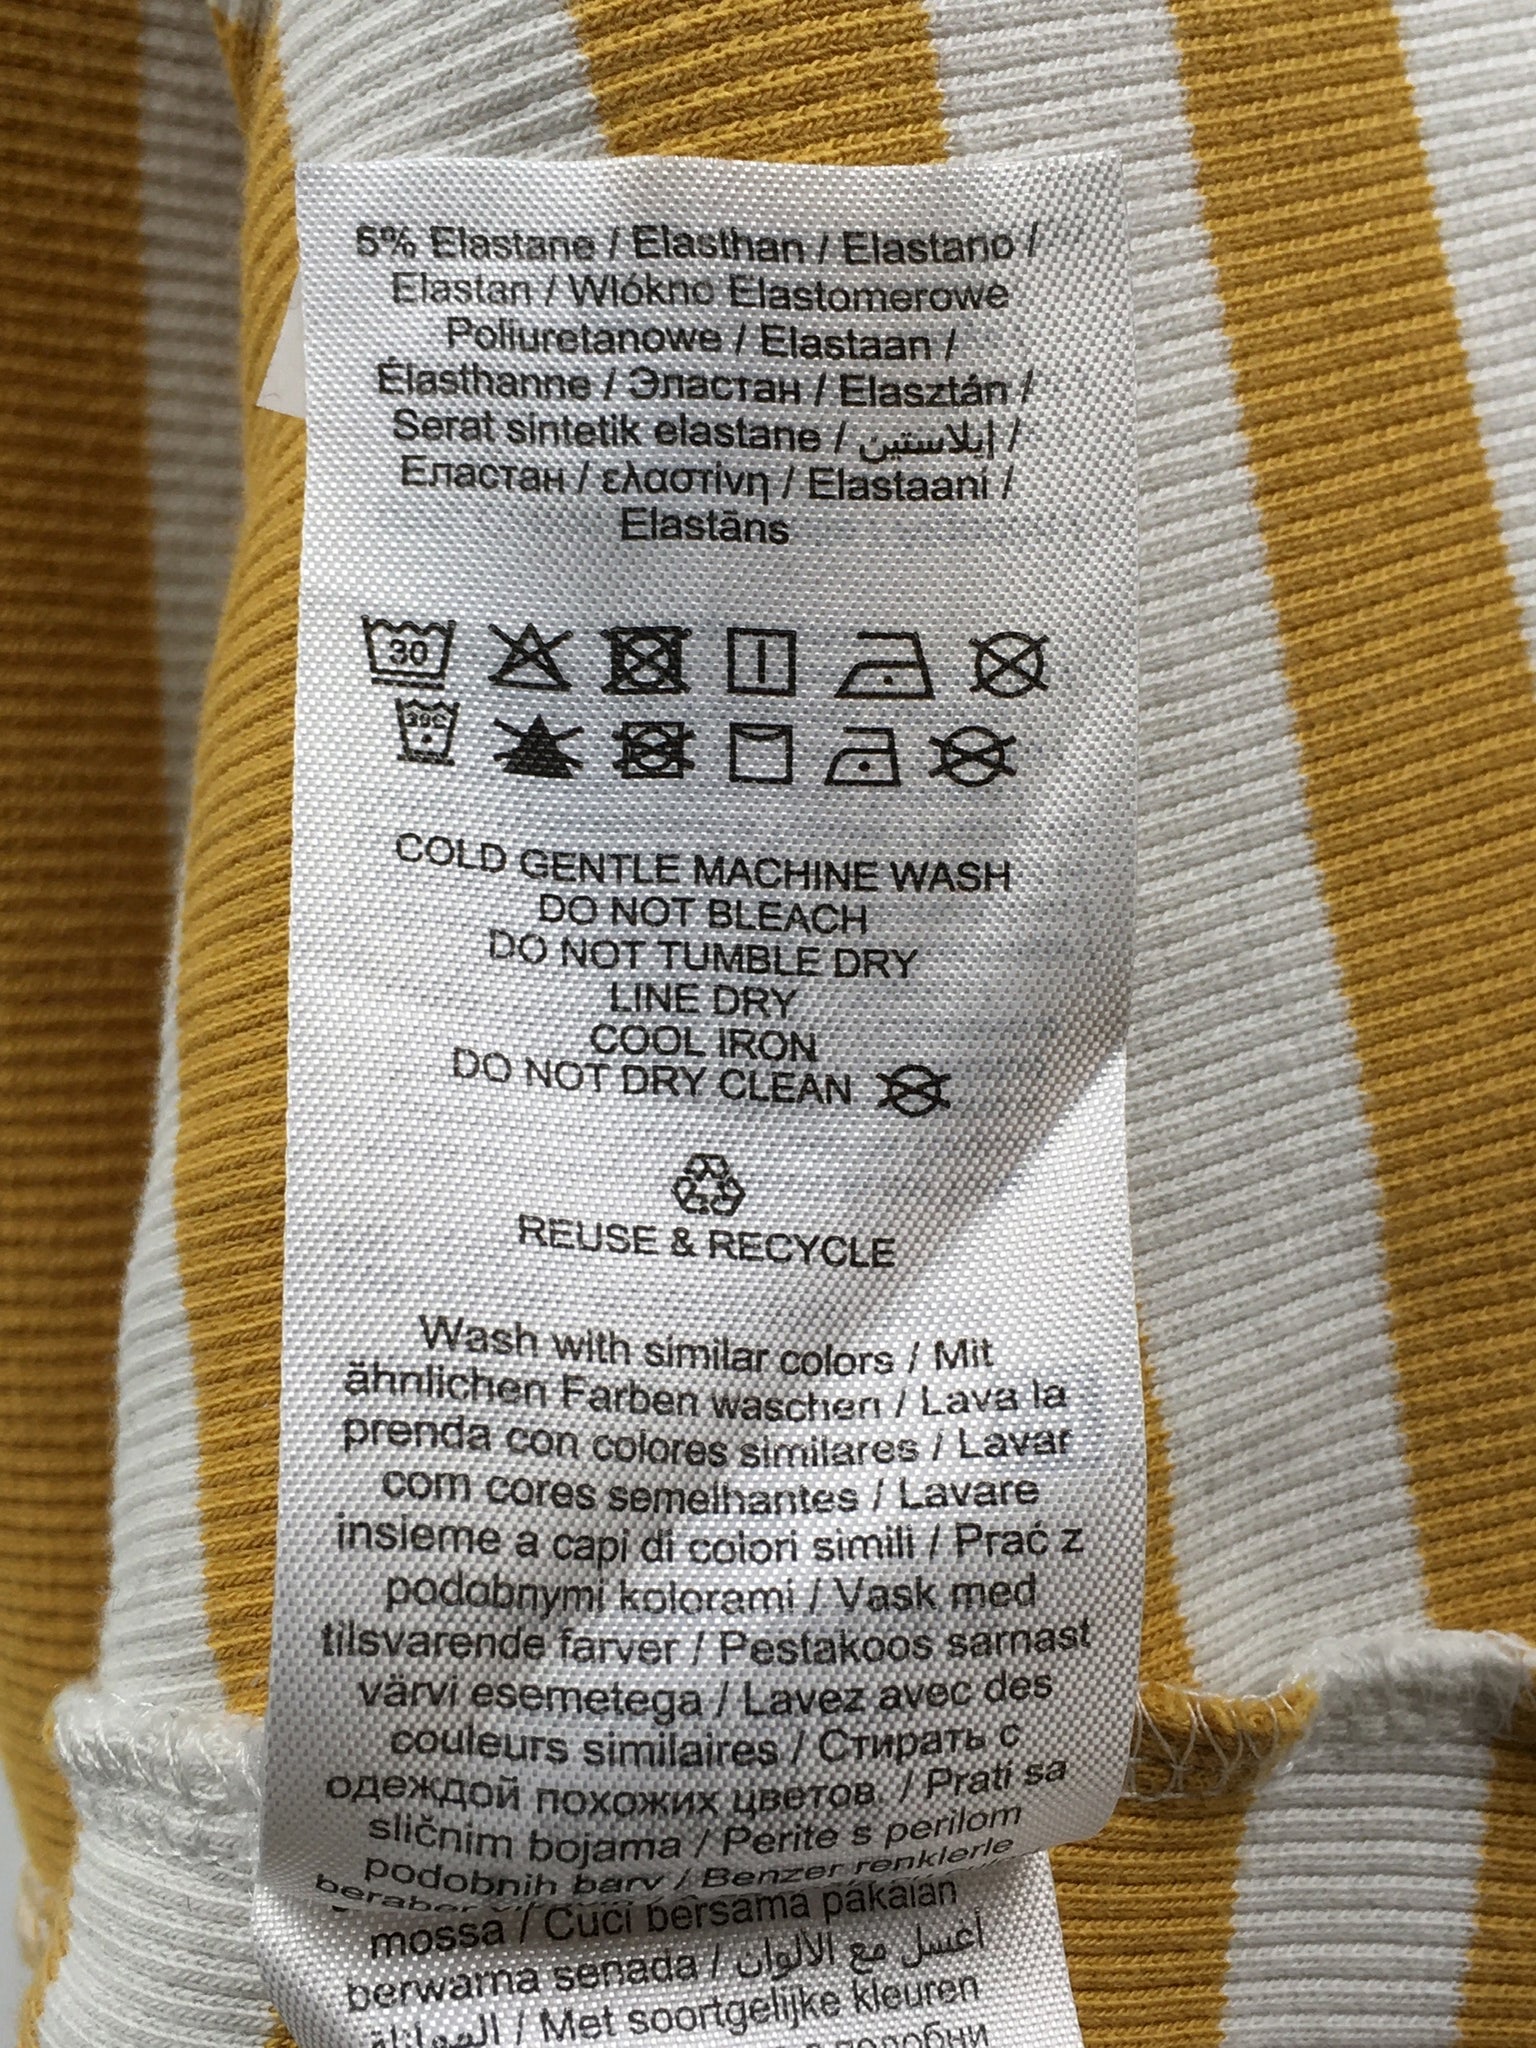 5% Elastane / Elasthan / Elastano /
Elastan / Włókno Elastomerowe
Poliuretanowe / Elastaan /
Élasthanne / Эластан / Elasztán /
Serat sintetik elastane / إيلاستين /
Еластан / ελαστίνη / Elastaani /
Elastāns
30
30C
COLD GENTLE MACHINE WASH
DO NOT BLEACH
DO NOT TUMBLE DRY
LINE DRY
COOL IRON
DO NOT DRY CLEAN
REUSE & RECYCLE
Wash with similar colors / Mit
ähnlichen Farben waschen / Lava la
prenda con colores similares / Lavar
com cores semelhantes / Lavare
insieme a capi di colori simili / Prać z
podobnymi kolorami / Vask med
tilsvarende farver / Pestakoos sarnast
värvi esemetega / Lavez avec des
couleurs similaires / Стирать с
одеждой похожих цветов. / Prati sa
sličnim bojama / Perite s perilom
podobnih barv / Benzer renklerle
beraber
mossa / Cuci bersama pakaian
berwarna senada / اغسل مع الألوان
/ Met soortgelijke kleuren